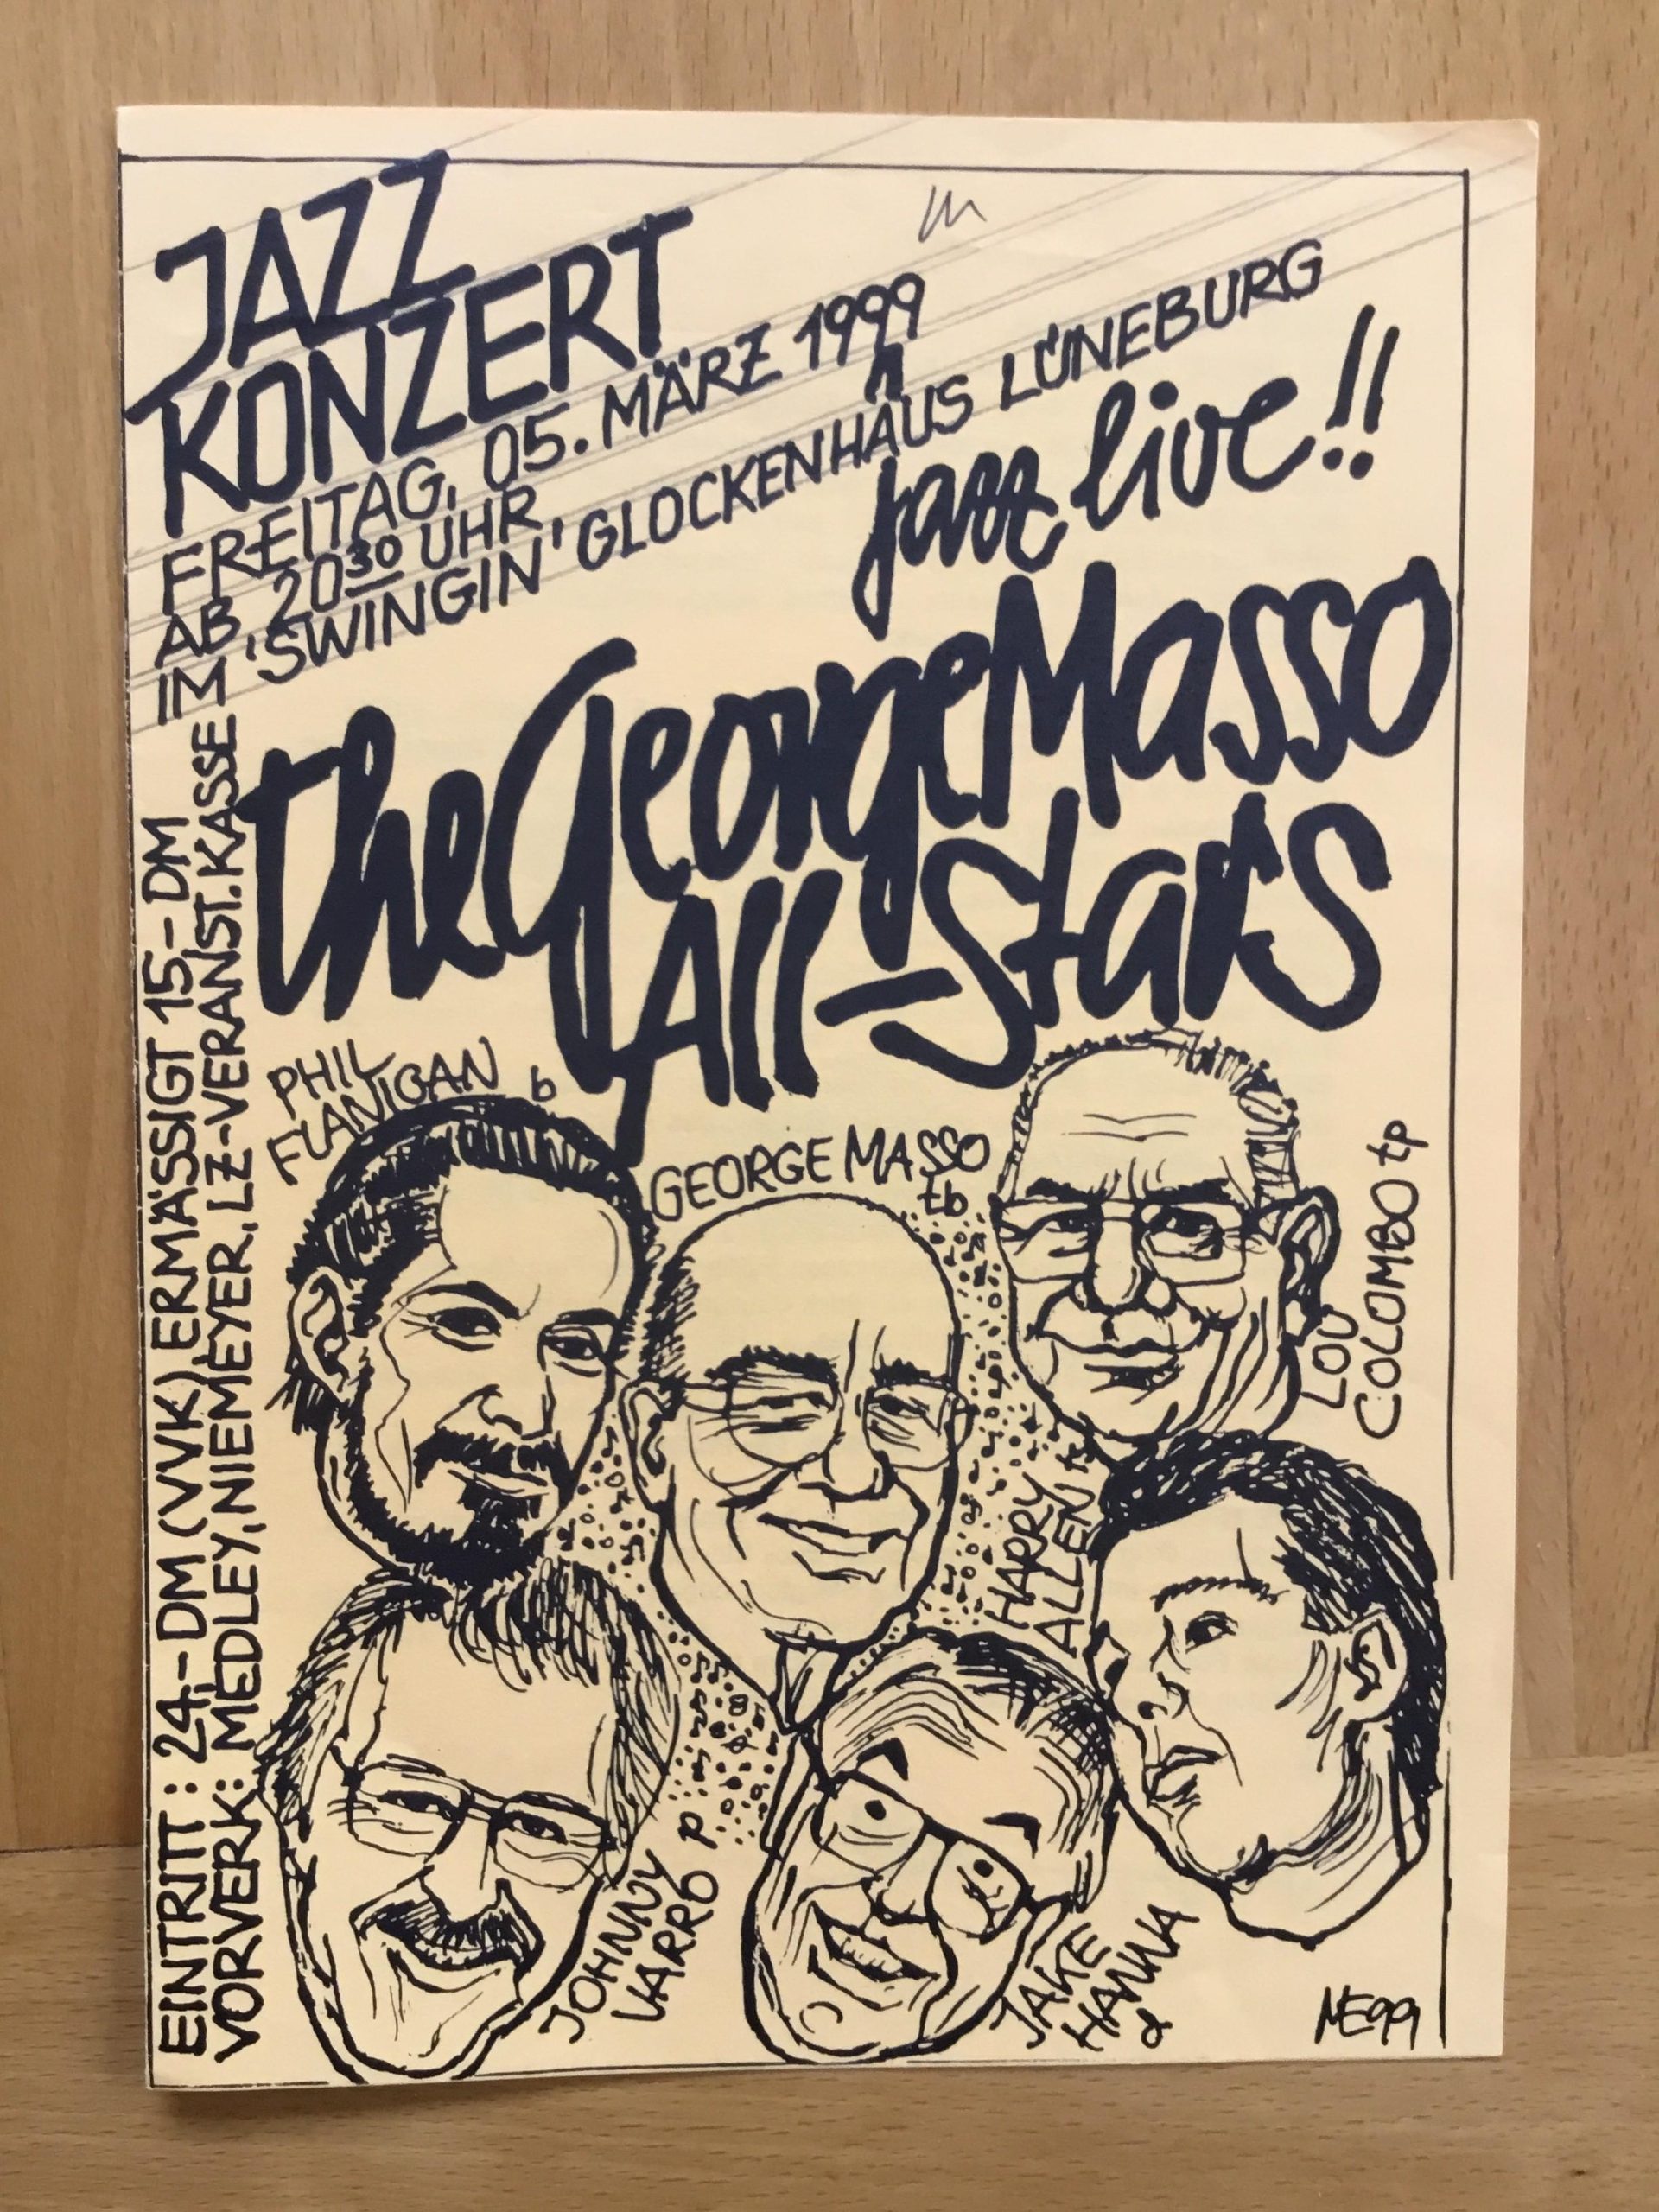 JAZZ
KONZERT
FREITAG, 05. MÄRZ 1999
AB 20³⁰ UHR
IM 'SWINGIN' GLOCKENHAUS LÜNEBURG
jazz live!!
the George Masso
All-Stars
EINTRITT: 24,- DM (VVK) ERMÄSSIGT 15,- DM
VORVERK: MEDLEY, NIEMEYER, LZ-VERANST.KASSE
PHIL
FLANIGAN b
GEORGE MASSO
tb
LOU
COLOMBO tp
HARRY
ALLEN ts
JOHNNY
VARRO p
JAKE
HANNA
d
ME99